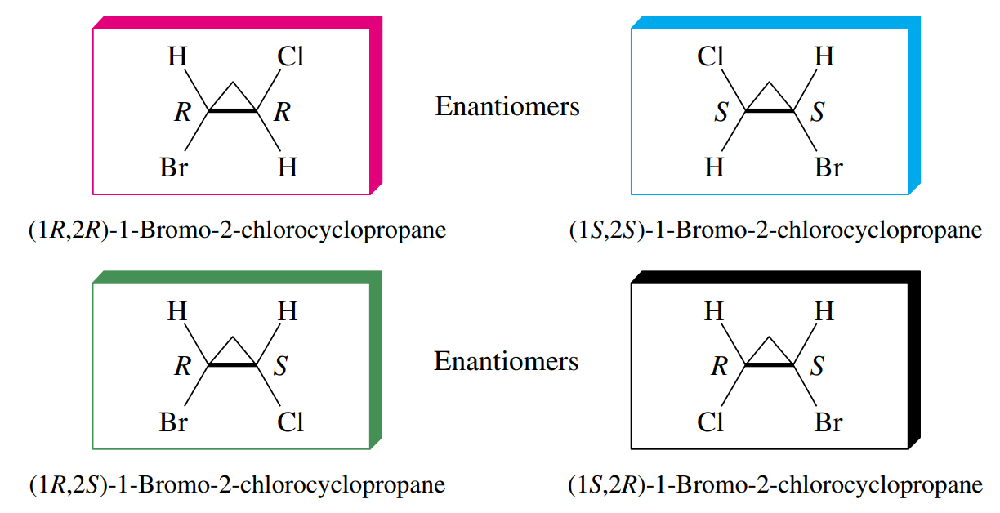 H Cl Cl H
R R Enantiomers S S
Br H H Br
(1R,2R)-1-Bromo-2-chlorocyclopropane (1S,2S)-1-Bromo-2-chlorocyclopropane
H H H H
R S Enantiomers R S
Br Cl Cl Br
(1R,2S)-1-Bromo-2-chlorocyclopropane (1S,2R)-1-Bromo-2-chlorocyclopropane